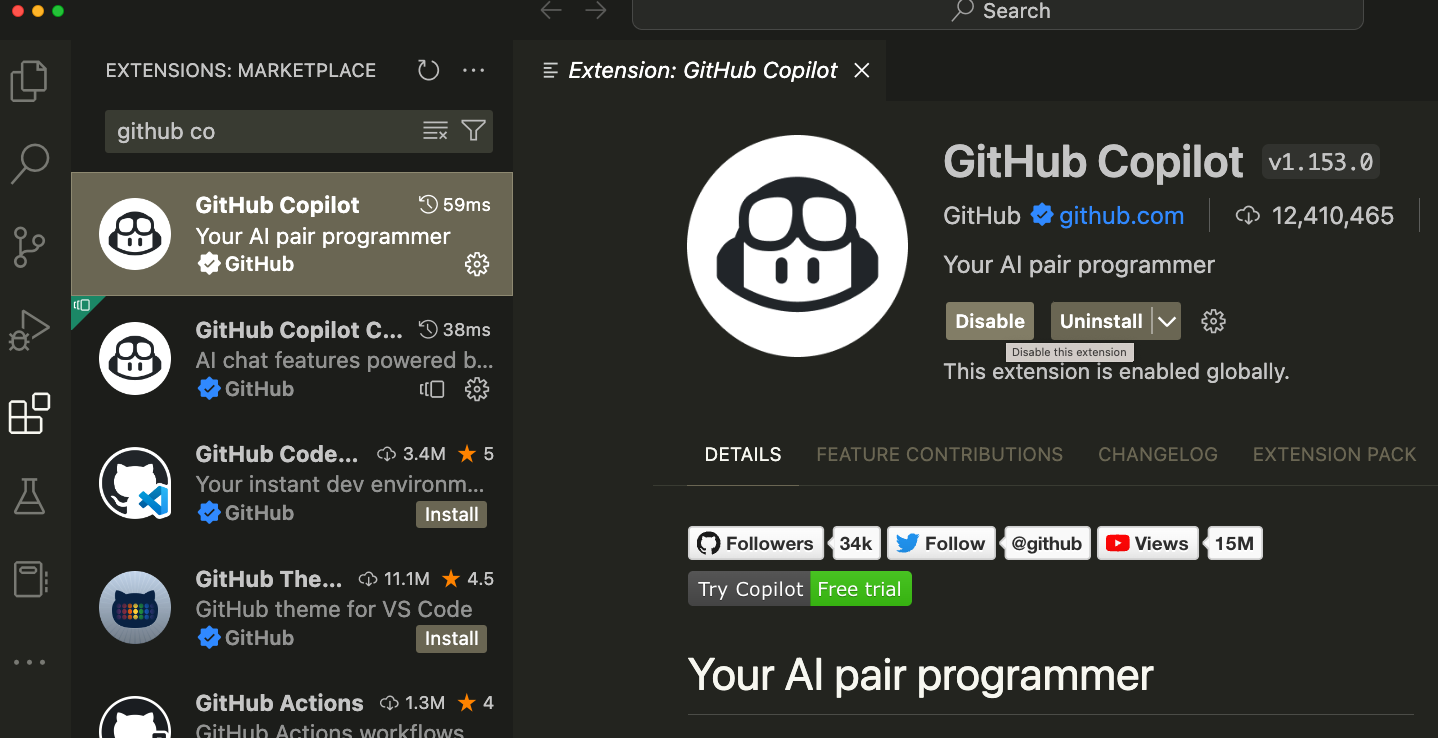 Search
EXTENSIONS: MARKETPLACE
github co
GitHub Copilot 59ms
Your AI pair programmer
GitHub
GitHub Copilot C... 38ms
AI chat features powered b...
GitHub
GitHub Code... 3.4M 5
Your instant dev environm...
GitHub Install
GitHub The... 11.1M 4.5
GitHub theme for VS Code
GitHub Install
GitHub Actions 1.3M 4
GitHub Actions workflows
Extension: GitHub Copilot
GitHub Copilot v1.153.0
GitHub github.com 12,410,465
Your AI pair programmer
Disable Uninstall
Disable this extension
This extension is enabled globally.
DETAILS FEATURE CONTRIBUTIONS CHANGELOG EXTENSION PACK
Followers 34k Follow @github Views 15M
Try Copilot Free trial
Your AI pair programmer